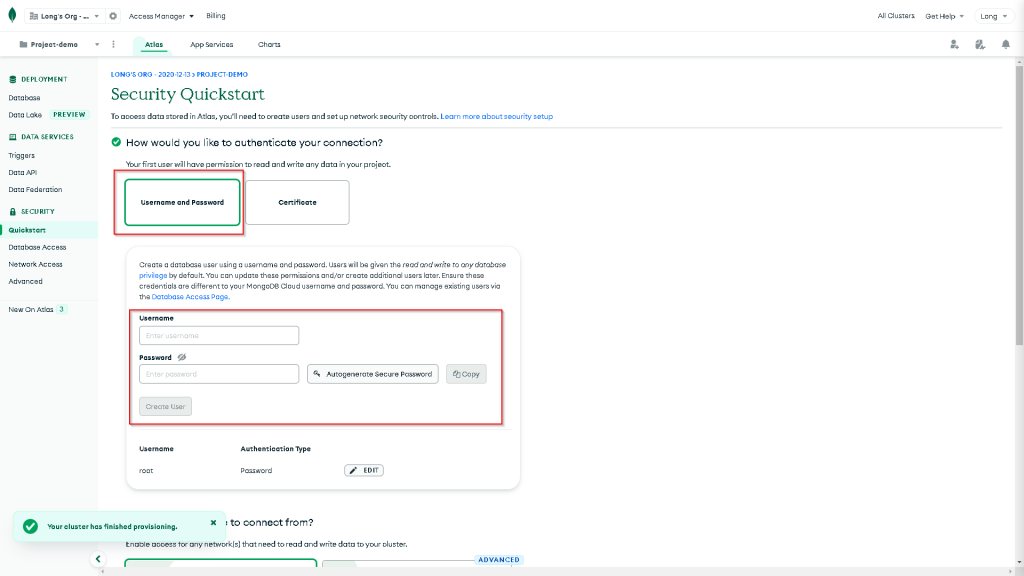 Long's Org - ...
Access Manager
Billing
All Clusters
Get Help
Long
Project-demo
Atlas
App Services
Charts
DEPLOYMENT
Database
Data Lake PREVIEW
DATA SERVICES
Triggers
Data API
Data Federation
SECURITY
Quickstart
Database Access
Network Access
Advanced
New On Atlas 3
LONG'S ORG - 2020-12-13 > PROJECT-DEMO
Security Quickstart
To access data stored in Atlas, you'll need to create users and set up network security controls. Learn more about security setup
How would you like to authenticate your connection?
Your first user will have permission to read and write any data in your project.
Username and Password
Certificate
Create a database user using a username and password. Users will be given the read and write to any database
privilege by default. You can update these permissions and/or create additional users later. Ensure these
credentials are different to your MongoDB Cloud username and password. You can manage existing users via
the Database Access Page.
Username
Enter username
Password
Enter password
Autogenerate Secure Password
Copy
Create User
Username Authentication Type
root Password EDIT
Your cluster has finished provisioning.
to connect from?
Enable access for any network(s) that need to read and write data to your cluster.
ADVANCED